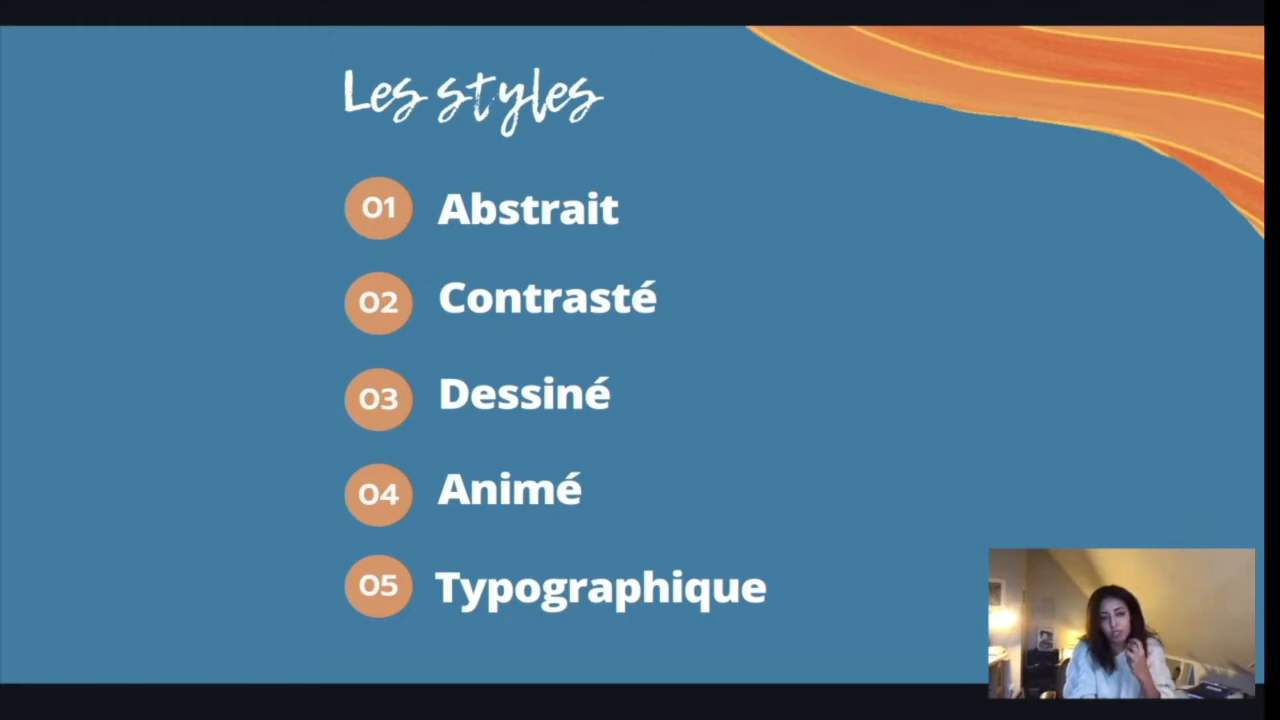 Les styles
01 Abstrait
02 Contrasté
03 Dessiné
04 Animé
05 Typographique